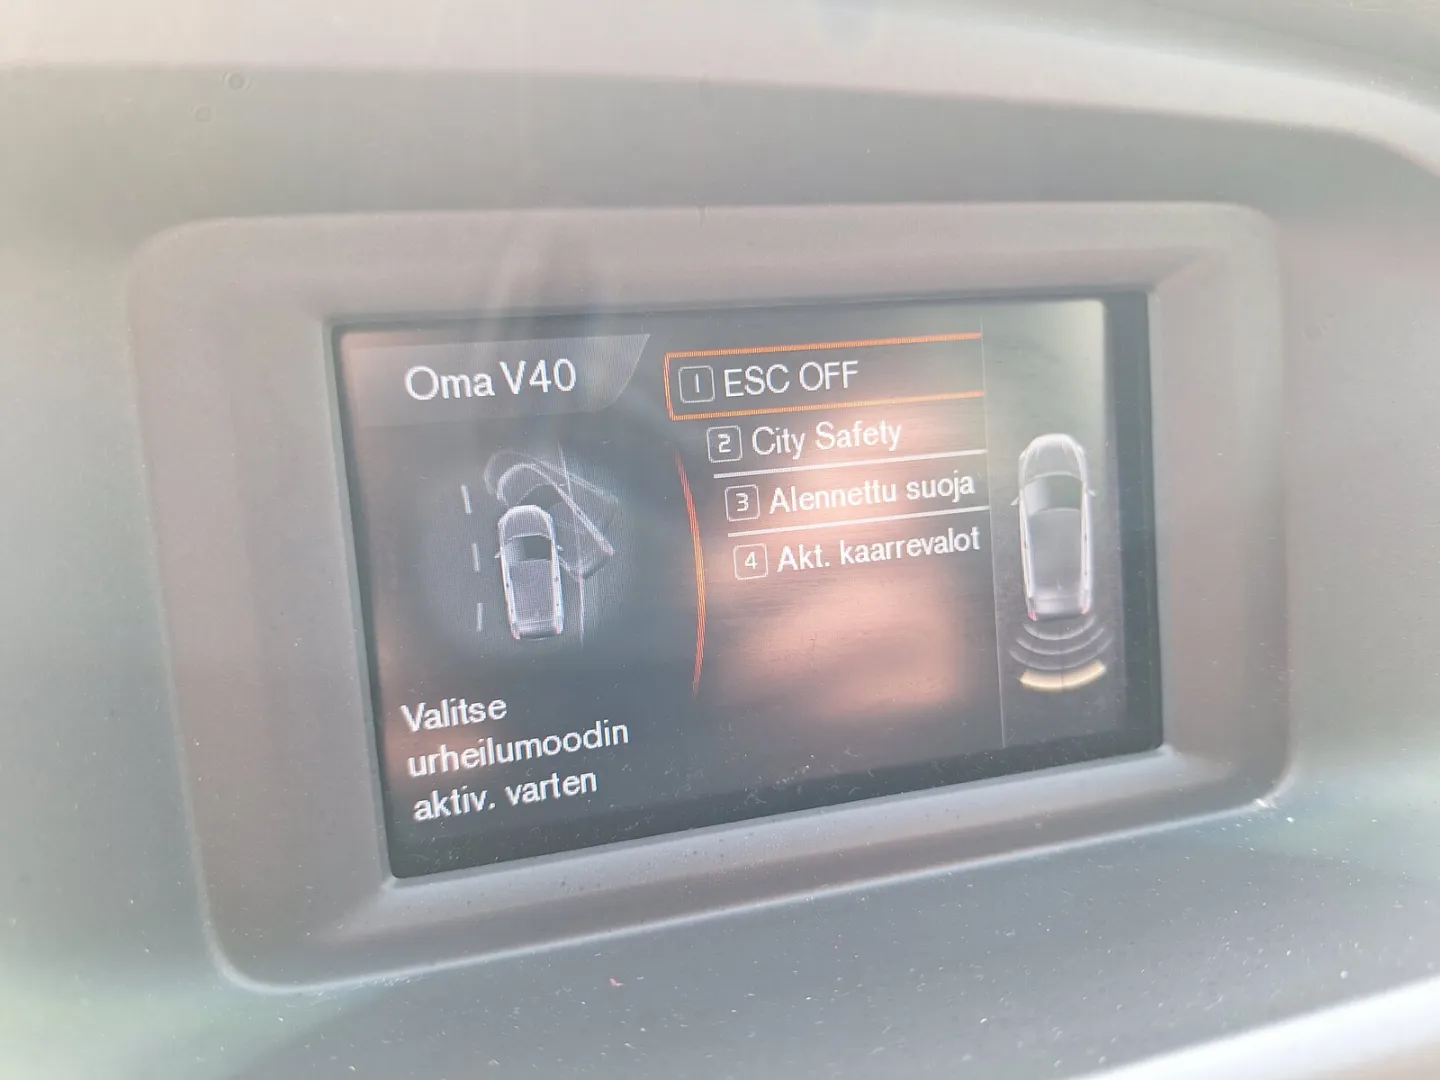 Oma V40
1 ESC OFF
2 City Safety
3 Alennettu suoja
4 Akt. kaarrevalot
Valitse
urheilumoodin
aktiv. varten